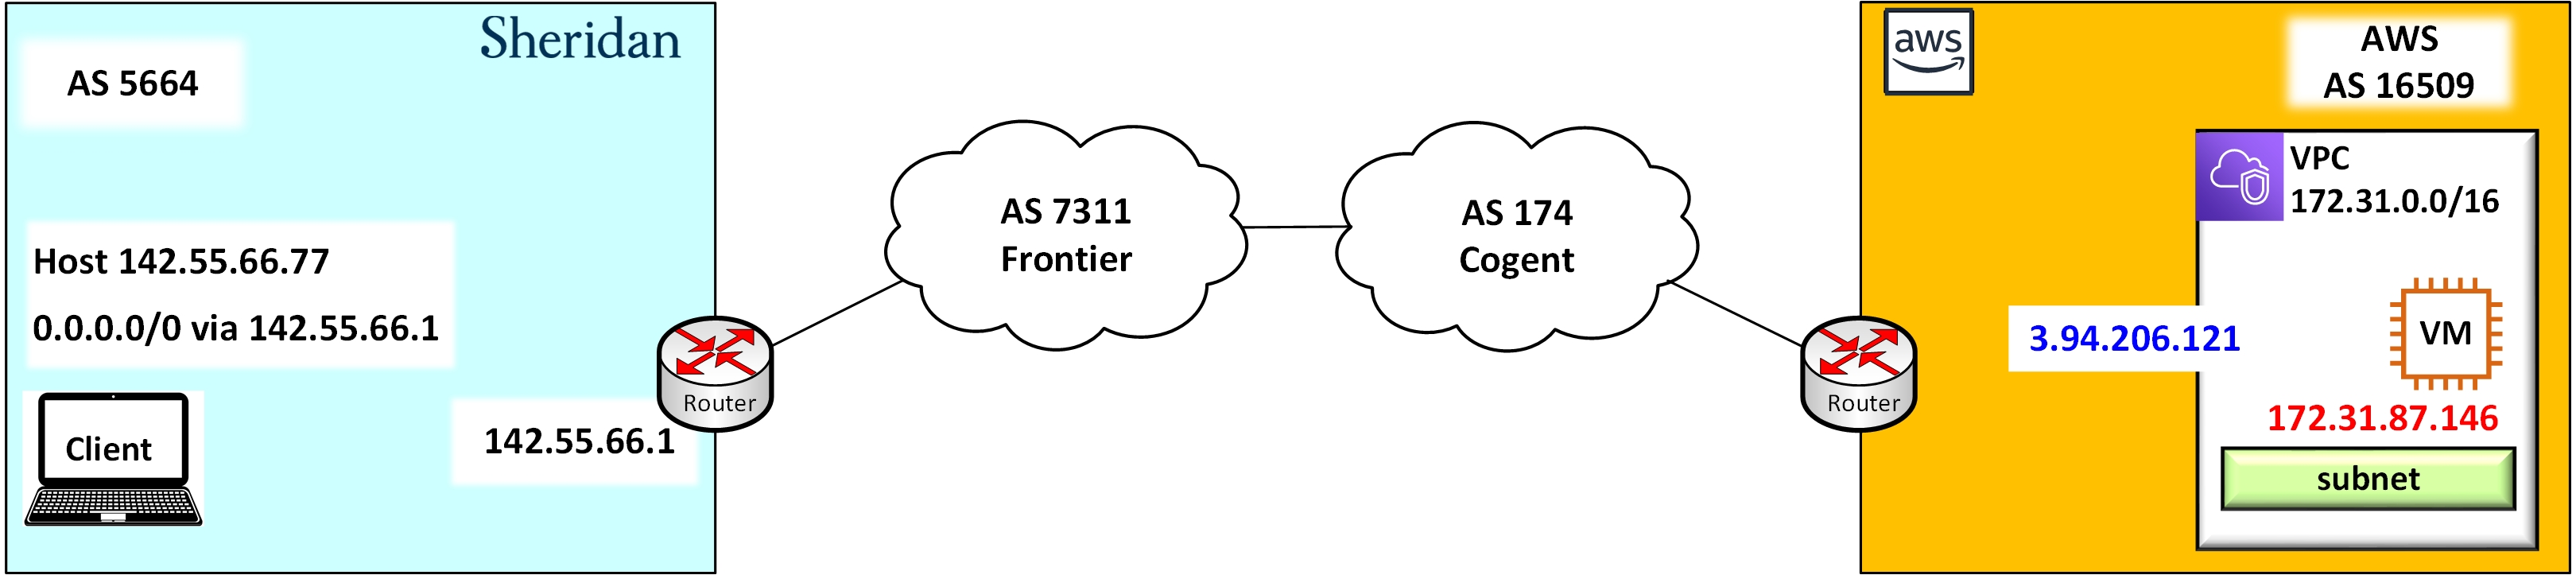 Sheridan
AS 5664
Host 142.55.66.77
0.0.0.0/0 via 142.55.66.1
Client
142.55.66.1
Router
AS 7311
Frontier
AS 174
Cogent
Router
aws
AWS
AS 16509
VPC
172.31.0.0/16
3.94.206.121
VM
172.31.87.146
subnet